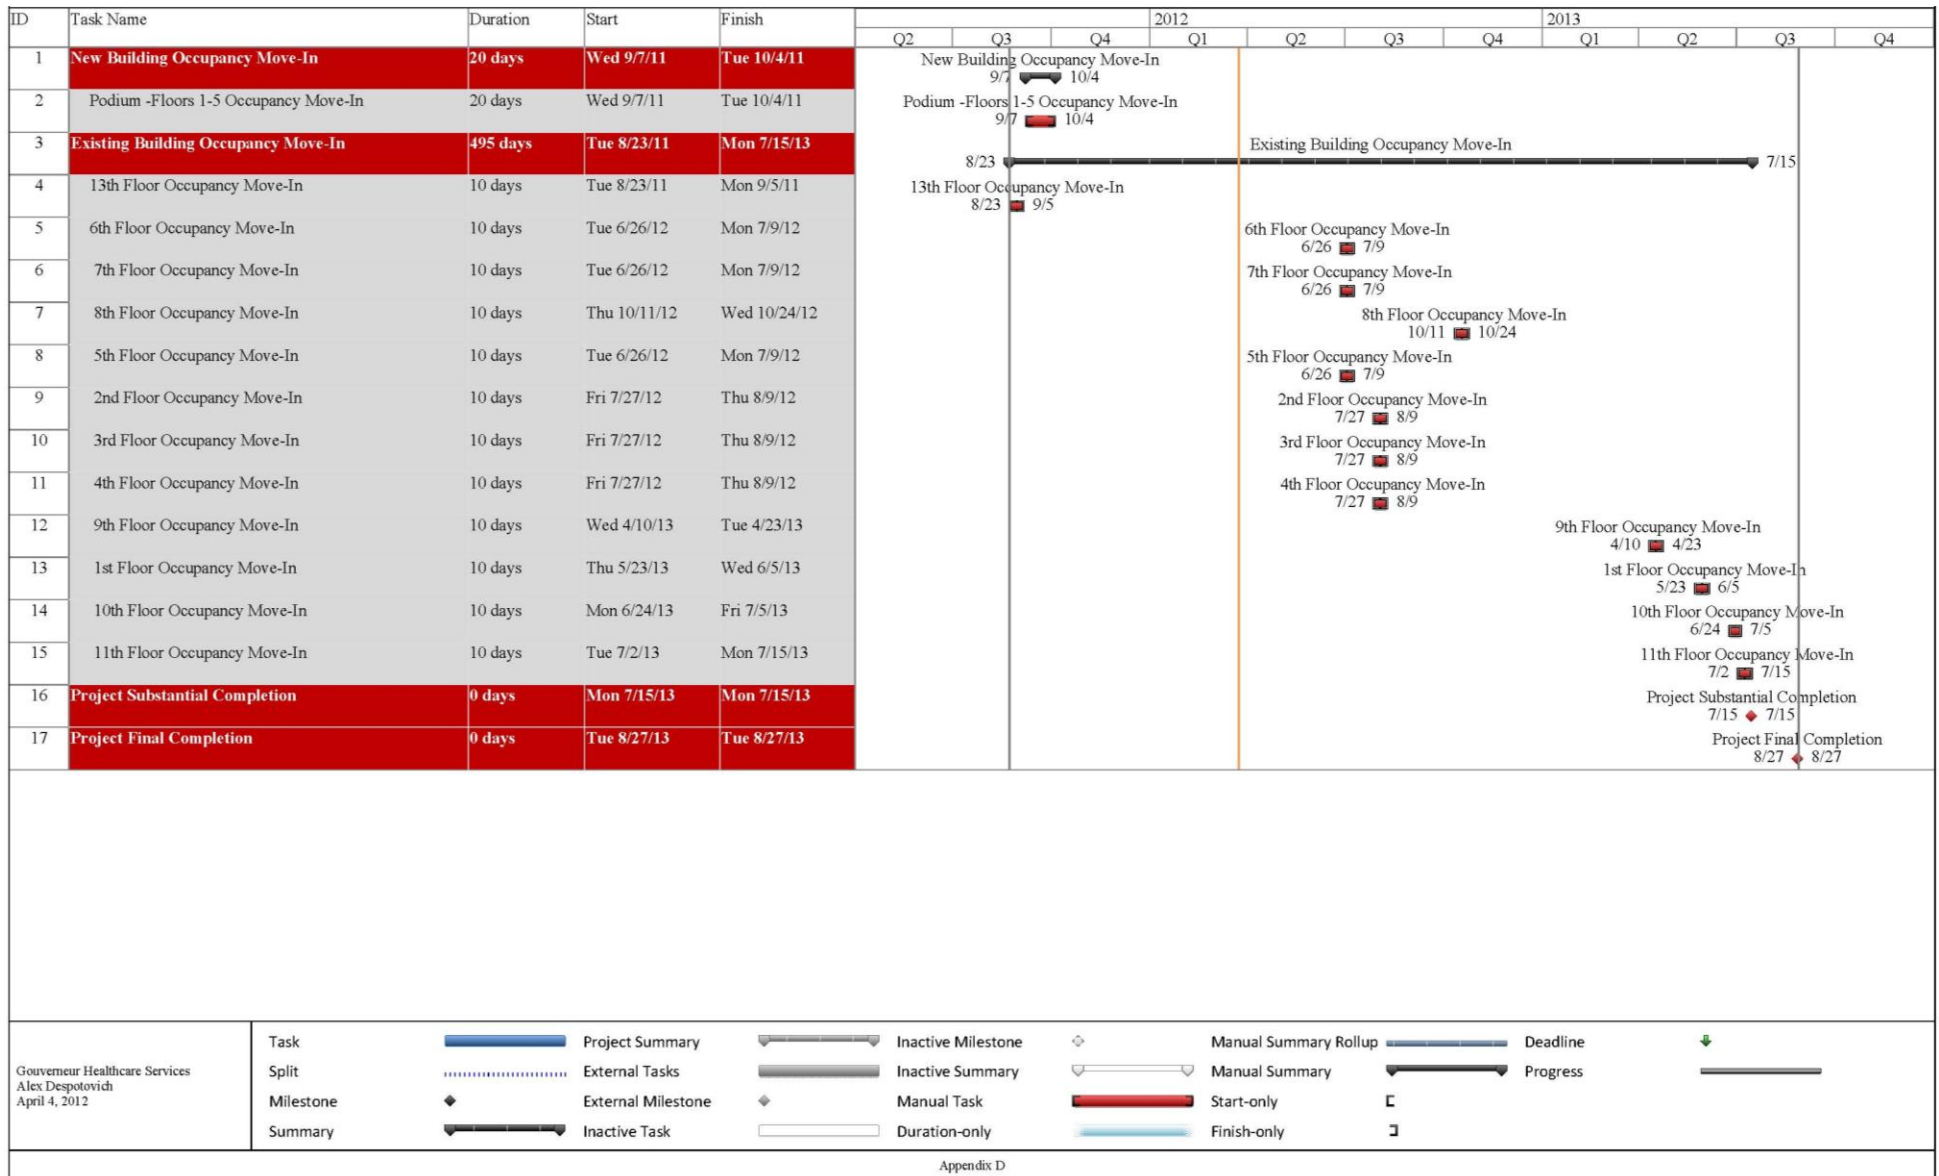 ID Task Name Duration Start Finish 2012 2013
Q2 Q3 Q4 Q1 Q2 Q3 Q4 Q1 Q2 Q3 Q4
1 New Building Occupancy Move-In 20 days Wed 9/7/11 Tue 10/4/11 New Building Occupancy Move-In
9/7 10/4
2 Podium -Floors 1-5 Occupancy Move-In 20 days Wed 9/7/11 Tue 10/4/11 Podium -Floors 1-5 Occupancy Move-In
9/7 10/4
3 Existing Building Occupancy Move-In 495 days Tue 8/23/11 Mon 7/15/13 Existing Building Occupancy Move-In
8/23 7/15
4 13th Floor Occupancy Move-In 10 days Tue 8/23/11 Mon 9/5/11 13th Floor Occupancy Move-In
8/23 9/5
5 6th Floor Occupancy Move-In 10 days Tue 6/26/12 Mon 7/9/12 6th Floor Occupancy Move-In
6/26 7/9
6 7th Floor Occupancy Move-In 10 days Tue 6/26/12 Mon 7/9/12 7th Floor Occupancy Move-In
6/26 7/9
7 8th Floor Occupancy Move-In 10 days Thu 10/11/12 Wed 10/24/12 8th Floor Occupancy Move-In
10/11 10/24
8 5th Floor Occupancy Move-In 10 days Tue 6/26/12 Mon 7/9/12 5th Floor Occupancy Move-In
6/26 7/9
9 2nd Floor Occupancy Move-In 10 days Fri 7/27/12 Thu 8/9/12 2nd Floor Occupancy Move-In
7/27 8/9
10 3rd Floor Occupancy Move-In 10 days Fri 7/27/12 Thu 8/9/12 3rd Floor Occupancy Move-In
7/27 8/9
11 4th Floor Occupancy Move-In 10 days Fri 7/27/12 Thu 8/9/12 4th Floor Occupancy Move-In
7/27 8/9
12 9th Floor Occupancy Move-In 10 days Wed 4/10/13 Tue 4/23/13 9th Floor Occupancy Move-In
4/10 4/23
13 1st Floor Occupancy Move-In 10 days Thu 5/23/13 Wed 6/5/13 1st Floor Occupancy Move-In
5/23 6/5
14 10th Floor Occupancy Move-In 10 days Mon 6/24/13 Fri 7/5/13 10th Floor Occupancy Move-In
6/24 7/5
15 11th Floor Occupancy Move-In 10 days Tue 7/2/13 Mon 7/15/13 11th Floor Occupancy Move-In
7/2 7/15
16 Project Substantial Completion 0 days Mon 7/15/13 Mon 7/15/13 Project Substantial Completion
7/15 7/15
17 Project Final Completion 0 days Tue 8/27/13 Tue 8/27/13 Project Final Completion
8/27 8/27
Gouverneur Healthcare Services
Alex Despotovich
April 4, 2012
Task Project Summary Inactive Milestone Manual Summary Rollup Deadline
Split External Tasks Inactive Summary Manual Summary Progress
Milestone External Milestone Manual Task Start-only
Summary Inactive Task Duration-only Finish-only
Appendix D